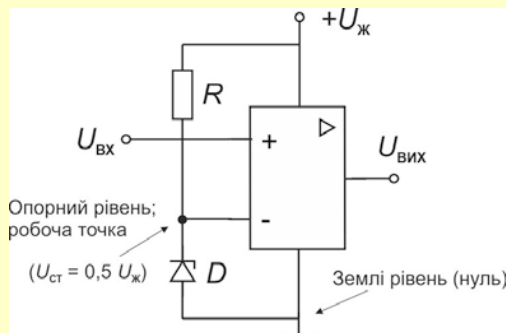 +Uж
R
Uвх
+
Uвих
Опорний рівень;
робоча точка
-
(Uст = 0,5 Uж)
D
Землі рівень (нуль)